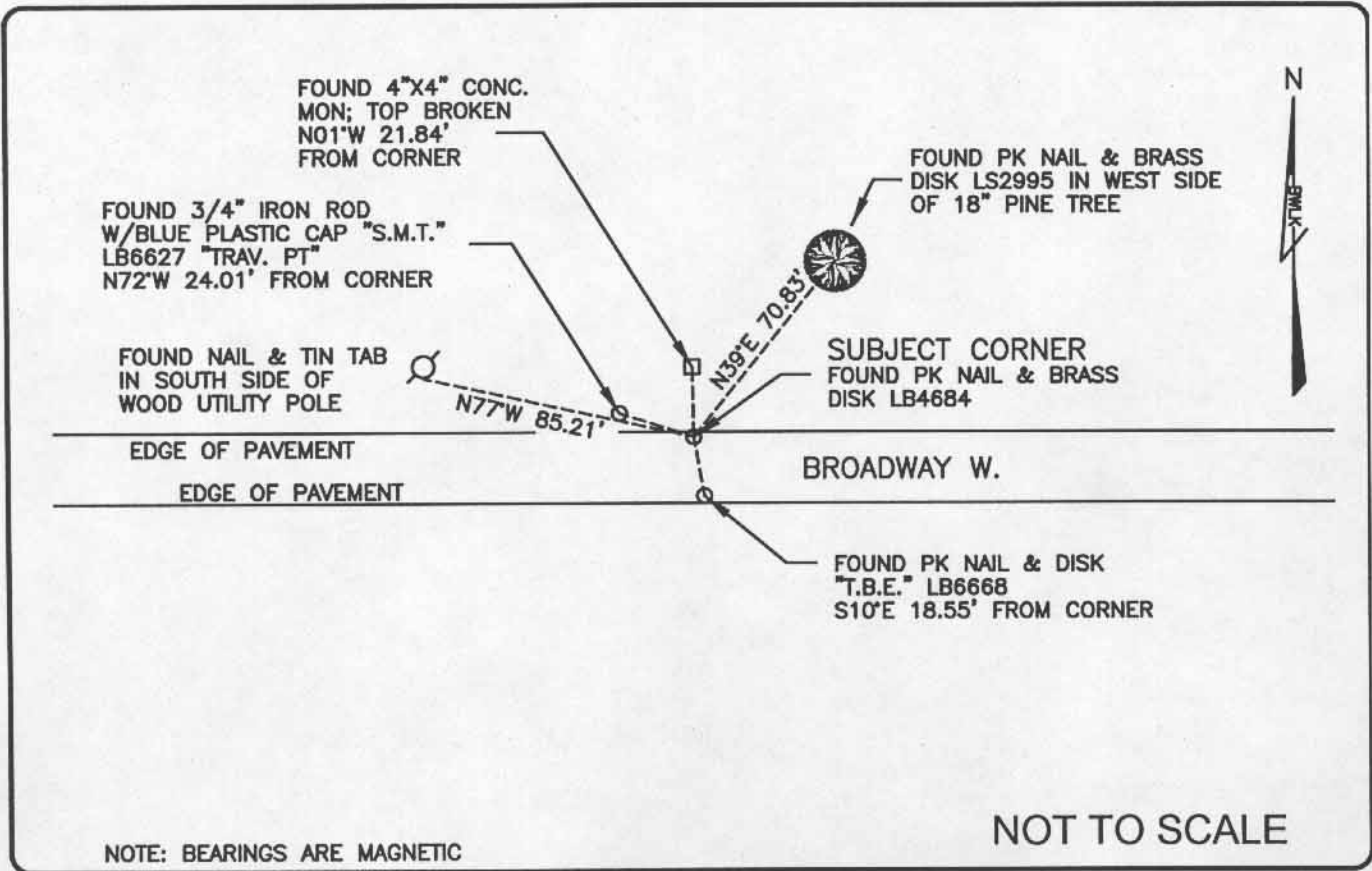 FOUND 4"X4" CONC.
MON; TOP BROKEN
N01°W 21.84'
FROM CORNER
N
BWLK
FOUND PK NAIL & BRASS
DISK LS2995 IN WEST SIDE
OF 18" PINE TREE
FOUND 3/4" IRON ROD
W/BLUE PLASTIC CAP "S.M.T."
LB6627 "TRAV. PT"
N72°W 24.01' FROM CORNER
N39°E 70.83'
FOUND NAIL & TIN TAB
IN SOUTH SIDE OF
WOOD UTILITY POLE
N77°W 85.21'
SUBJECT CORNER
FOUND PK NAIL & BRASS
DISK LB4684
EDGE OF PAVEMENT
BROADWAY W.
EDGE OF PAVEMENT
FOUND PK NAIL & DISK
"T.B.E." LB6668
S10°E 18.55' FROM CORNER
NOT TO SCALE
NOTE: BEARINGS ARE MAGNETIC